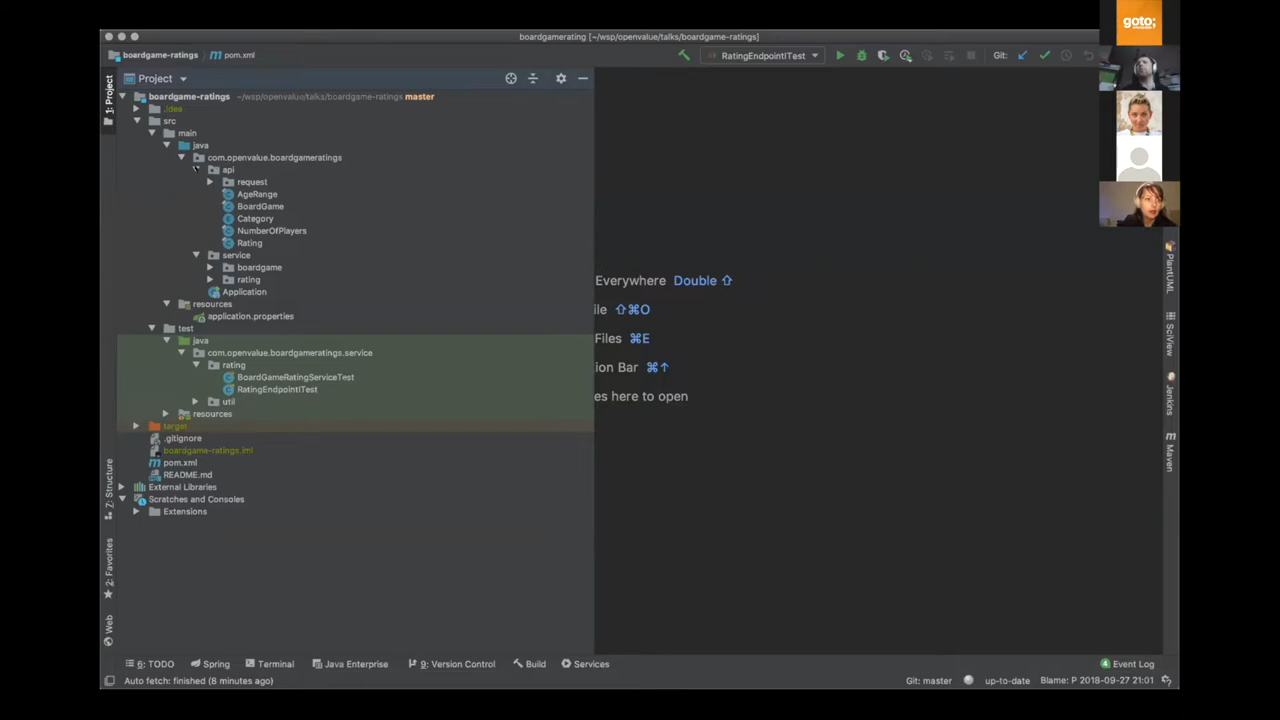 goto;
boardgamerating [~/wsp/openvalue/talks/boardgame-ratings]
boardgame-ratings
pom.xml
RatingEndpointITest
Git:
1: Project
Project
boardgame-ratings ~/wsp/openvalue/talks/boardgame-ratings master
.idea
src
main
java
com.openvalue.boardgameratings
api
request
AgeRange
BoardGame
Category
NumberOfPlayers
Rating
service
boardgame
rating
Application
resources
application.properties
test
java
com.openvalue.boardgameratings.service
rating
BoardGameRatingServiceTest
RatingEndpointITest
util
resources
target
.gitignore
boardgame-ratings.iml
pom.xml
README.md
External Libraries
Scratches and Consoles
Extensions
Everywhere Double ⇧
ile ⇧⌘O
Files ⌘E
ion Bar ⌘↑
es here to open
PlantUML
SciView
Jenkins
Maven
Z: Structure
2: Favorites
Web
6: TODO
Spring
Terminal
Java Enterprise
9: Version Control
Build
Services
4 Event Log
Auto fetch: finished (8 minutes ago)
Git: master
up-to-date
Blame: P 2018-09-27 21:01